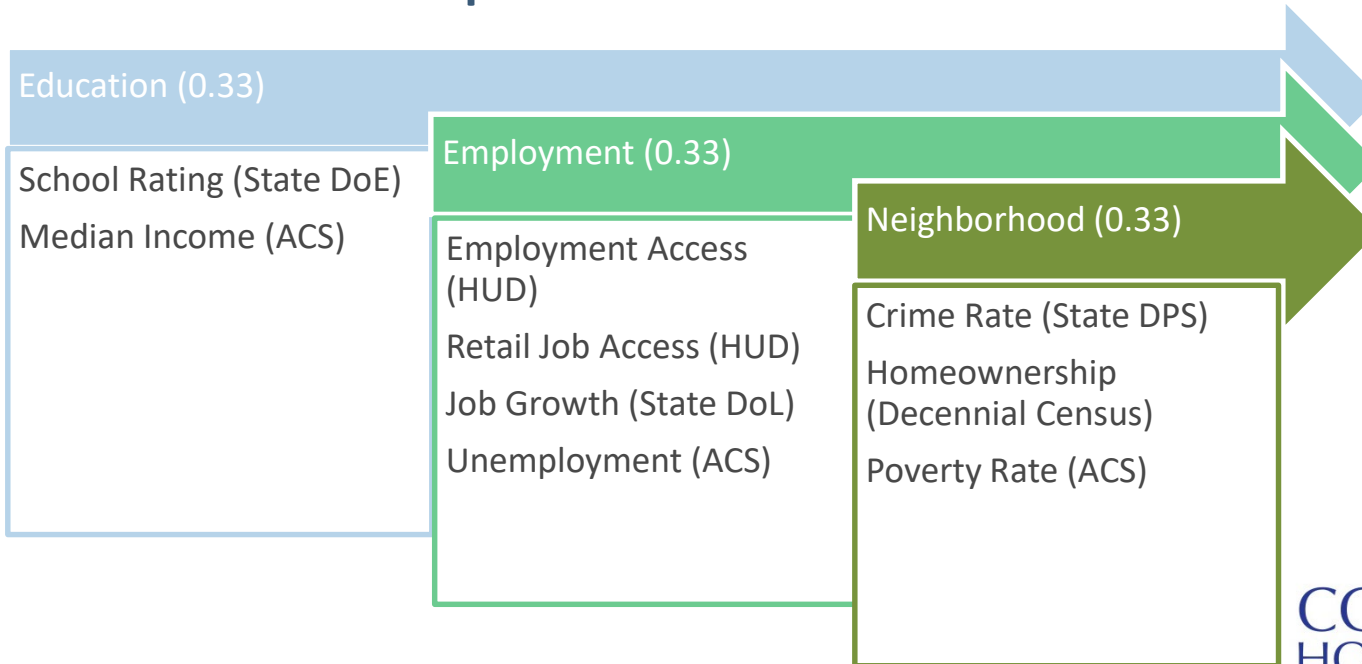 Education (0.33)
School Rating (State DoE)
Median Income (ACS)
Employment (0.33)
Employment Access
(HUD)
Retail Job Access (HUD)
Job Growth (State DoL)
Unemployment (ACS)
Neighborhood (0.33)
Crime Rate (State DPS)
Homeownership
(Decennial Census)
Poverty Rate (ACS)